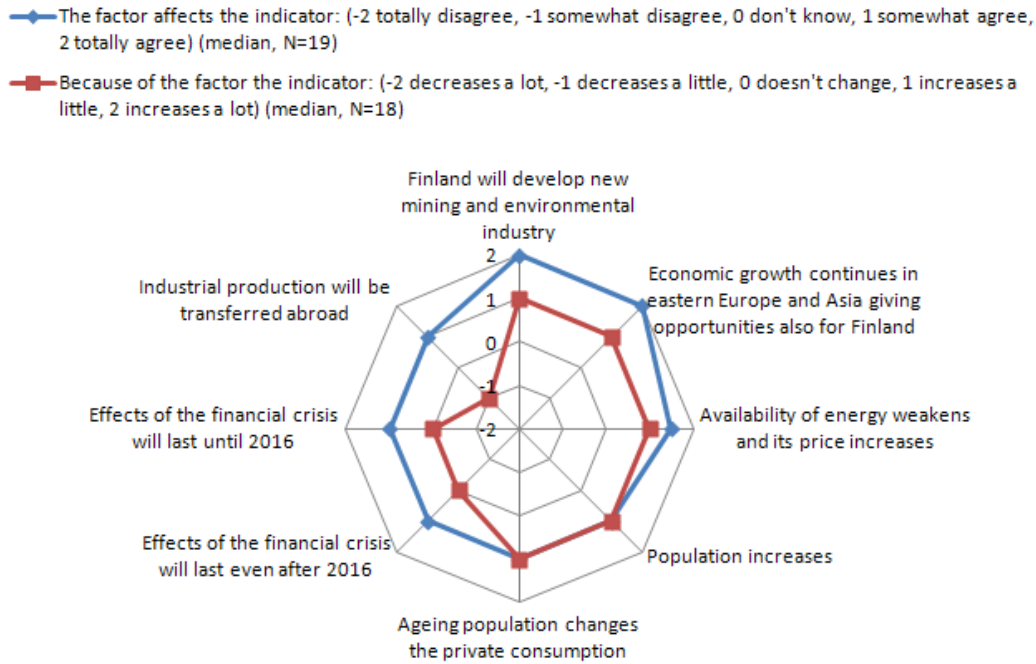 The factor affects the indicator: (-2 totally disagree, -1 somewhat disagree, 0 don't know, 1 somewhat agree,
2 totally agree) (median, N=19)
Because of the factor the indicator: (-2 decreases a lot, -1 decreases a little, 0 doesn't change, 1 increases a
little, 2 increases a lot) (median, N=18)
Finland will develop new
mining and environmental
industry
2
1
0
-1
-2
Economic growth continues in
eastern Europe and Asia giving
opportunities also for Finland
Availability of energy weakens
and its price increases
Population increases
Ageing population changes
the private consumption
Effects of the financial crisis
will last even after 2016
Effects of the financial crisis
will last until 2016
Industrial production will be
transferred abroad